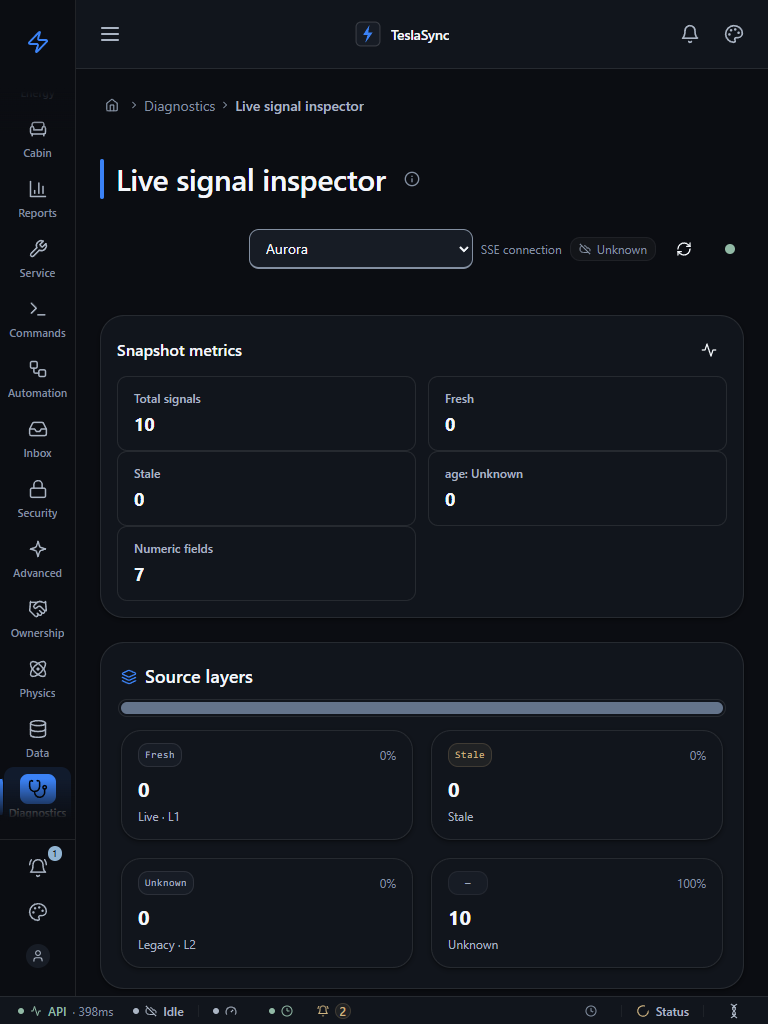 TeslaSync
Energy
Cabin
Reports
Service
Commands
Automation
Inbox
Security
Advanced
Ownership
Physics
Data
Diagnostics
1
Diagnostics
Live signal inspector
Live signal inspector
Aurora
SSE connection
Unknown
Snapshot metrics
Total signals
10
Fresh
0
Stale
0
age: Unknown
0
Numeric fields
7
Source layers
Fresh
0%
0
Live · L1
Stale
0%
0
Stale
Unknown
0%
0
Legacy · L2
–
100%
10
Unknown
API · 398ms
Idle
2
Status